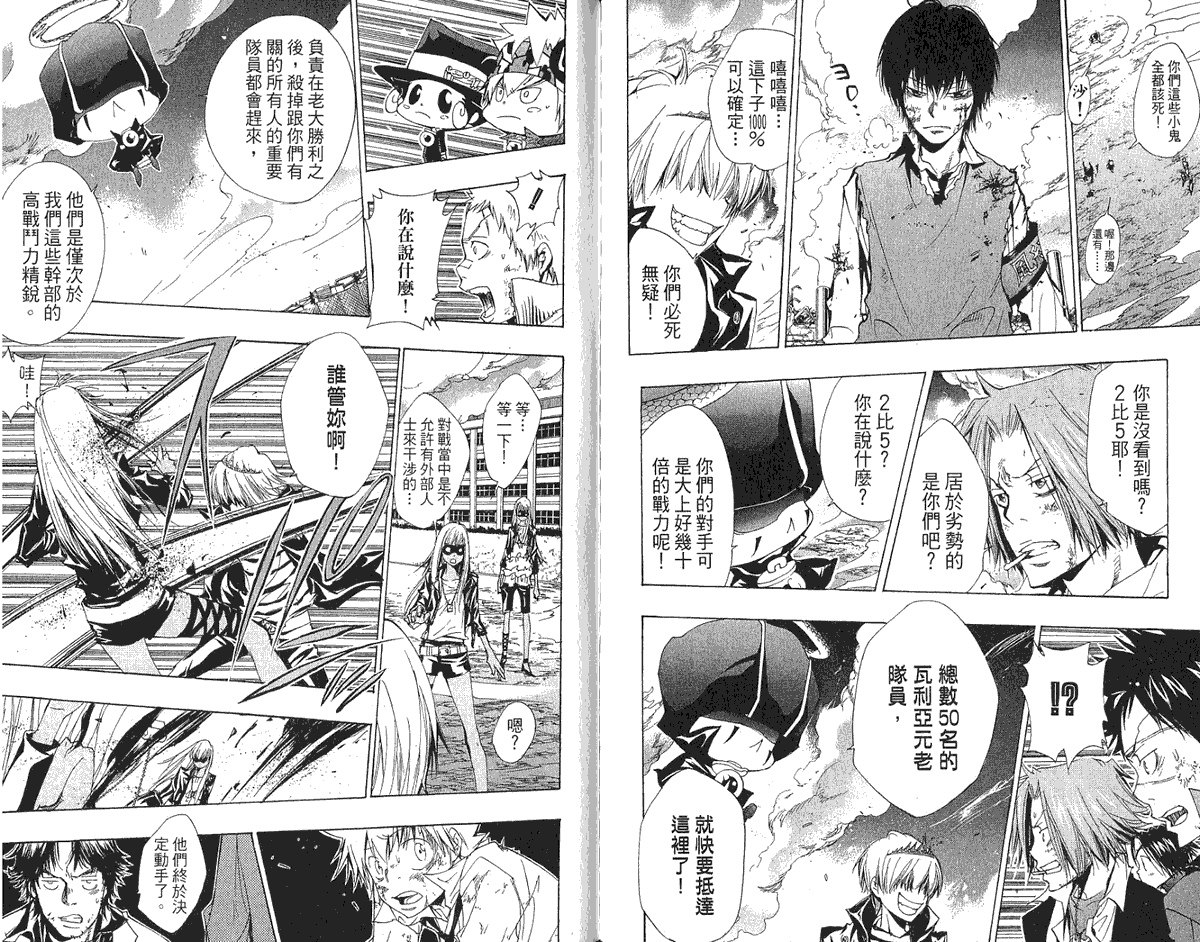 你們這些小鬼
全都該死！
沙！
喔！那邊
還有……
嘻嘻嘻…
這下子1000%
可以確定…
你們必死
無疑！
你是沒看到嗎？
2比5耶！
居於劣勢的
是你們吧？
2比5？
你在說什麼？
你們的對手可
是大上好幾十
倍的戰力呢！
!?
總數50名的
瓦利亞元老
隊員，
就快要抵達
這裡了！
負責在老大勝利之
後，殺掉跟你們有
關的所有人的重要
隊員都會趕來，
他們是僅次於
我們這些幹部的
高戰鬥力精銳。
！
你在說什麼！
等…
等一下！
對戰當中是不
允許有外部人
士來干涉的…
誰管妳啊！
哇！
嗯？
他們終於決
定動手了。